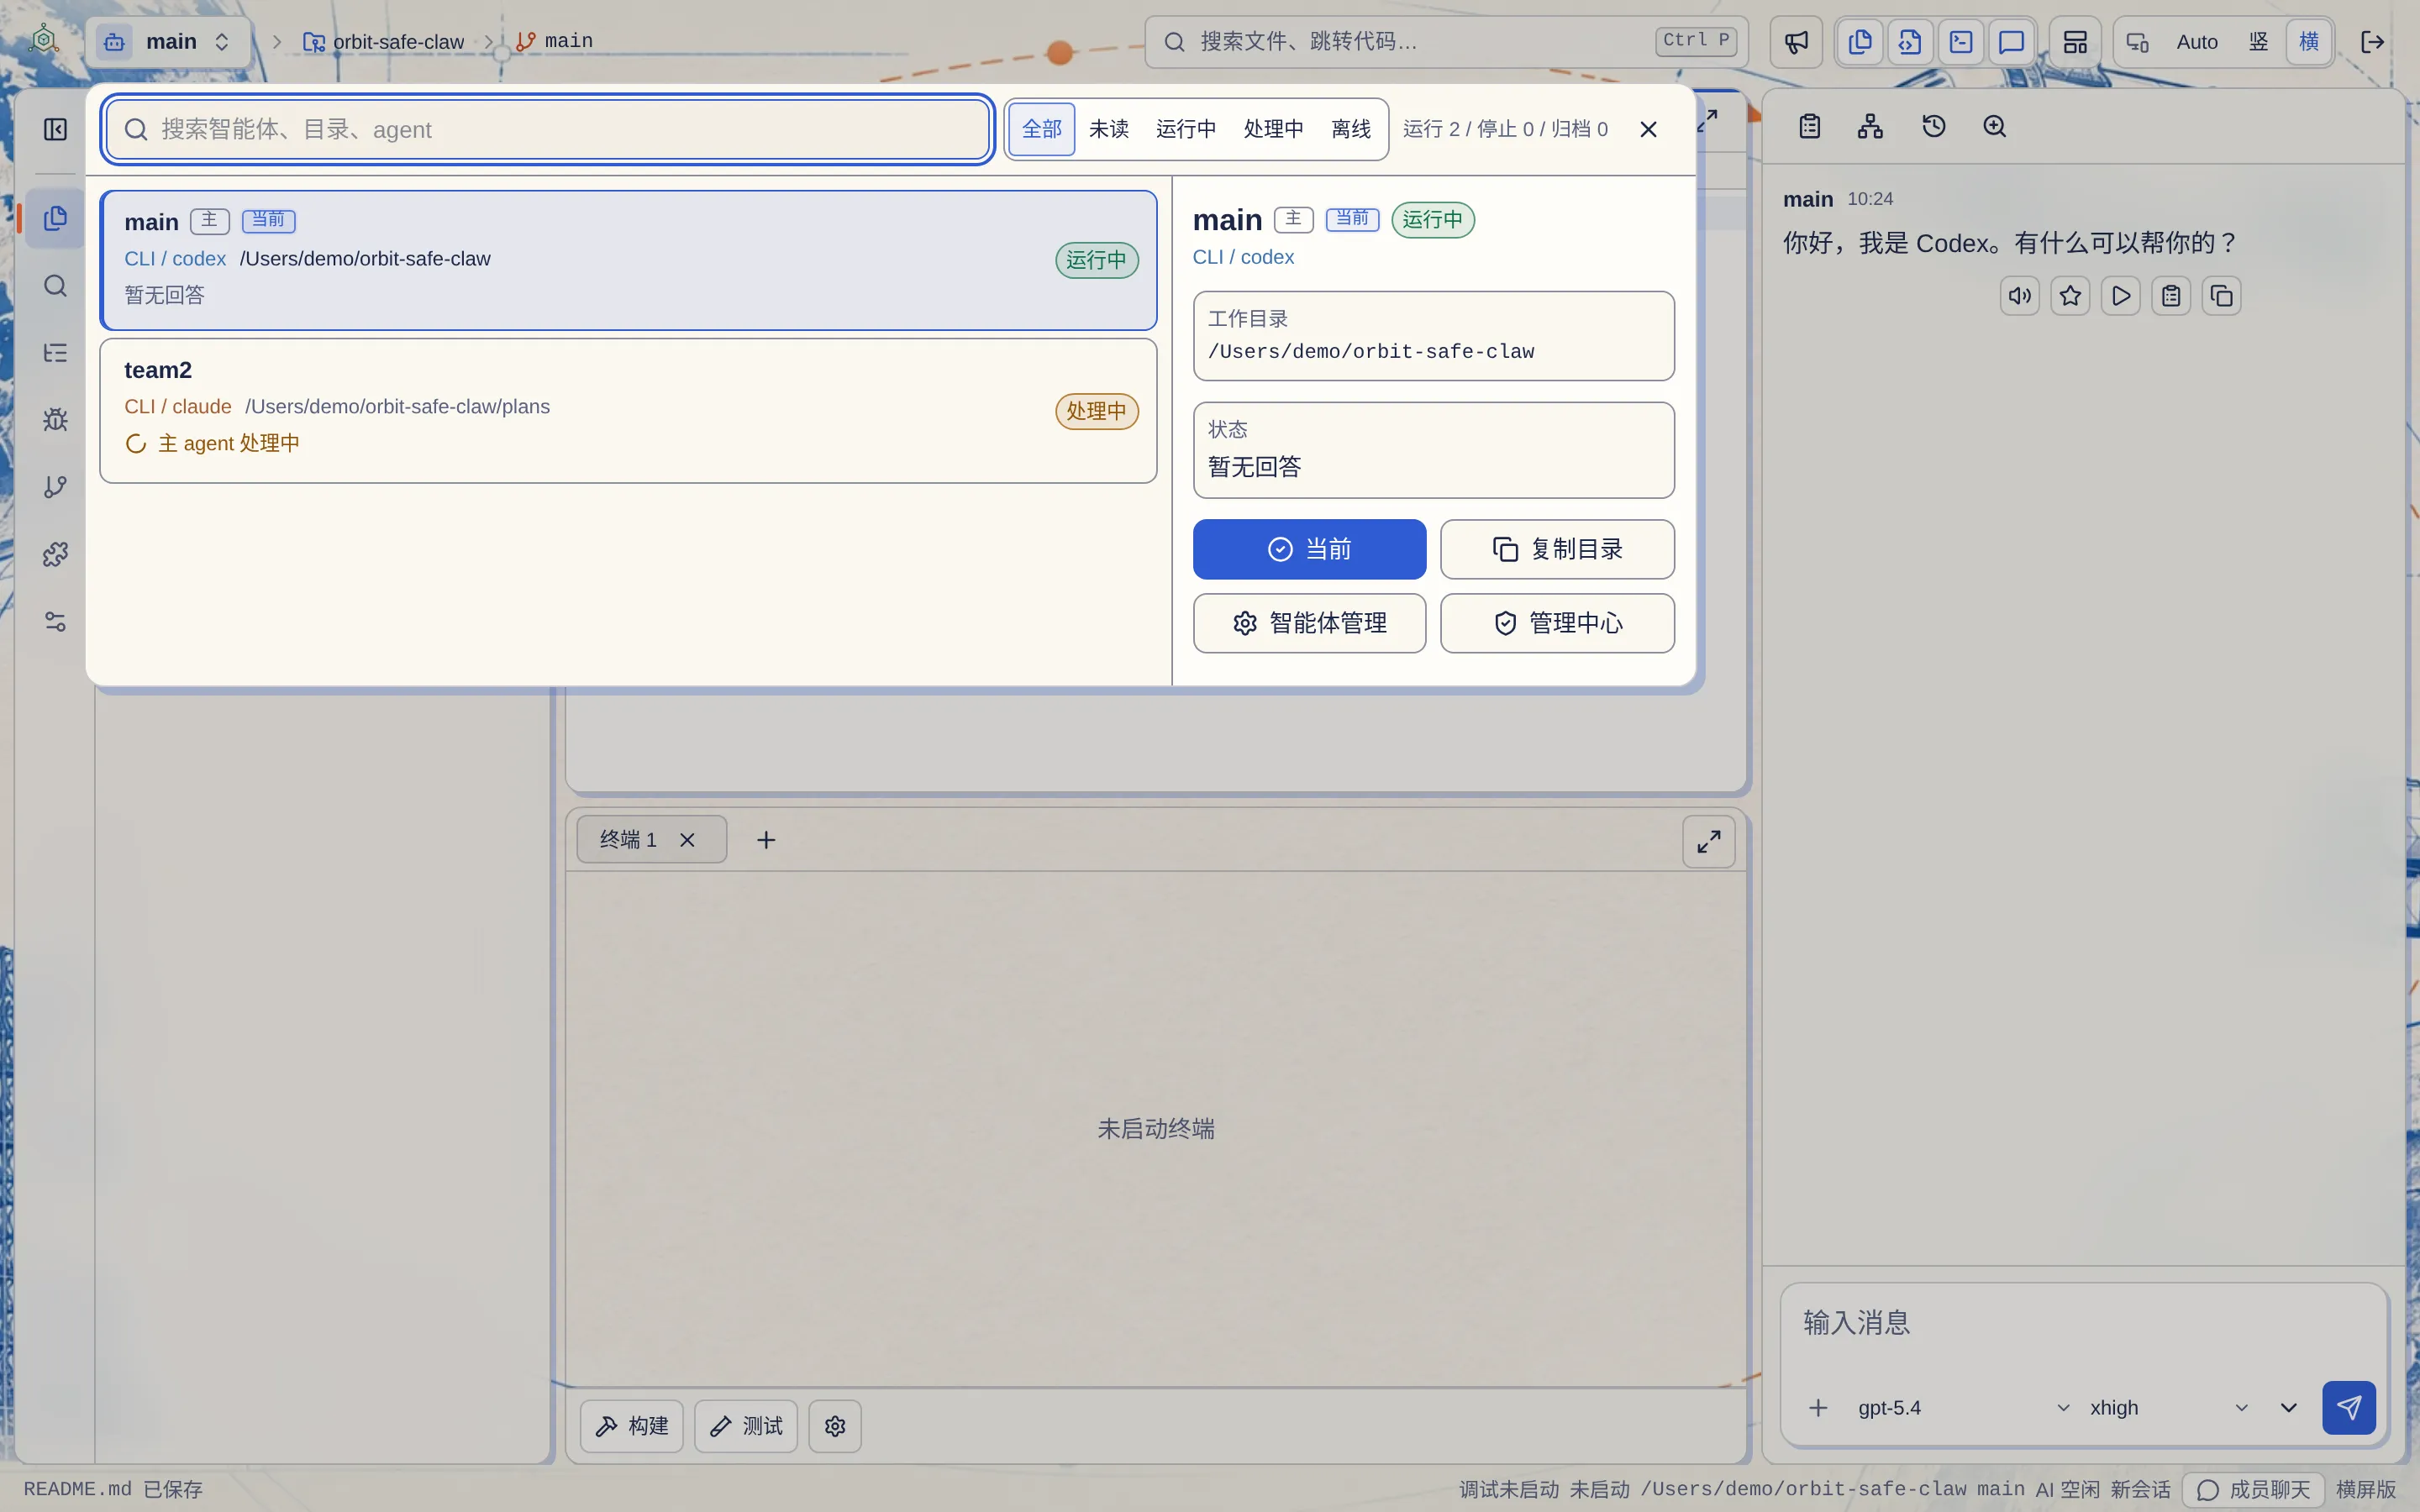 main
orbit-safe-claw
main
搜索文件、跳转代码...
Ctrl P
Auto
竖
横
搜索智能体、目录、agent
全部
未读
运行中
处理中
离线
运行 2 / 停止 0 / 归档 0
main 主 当前
CLI / codex /Users/demo/orbit-safe-claw
运行中
暂无回答
team2
CLI / claude /Users/demo/orbit-safe-claw/plans
处理中
主 agent 处理中
main 主 当前 运行中
CLI / codex
工作目录
/Users/demo/orbit-safe-claw
状态
暂无回答
当前
复制目录
智能体管理
管理中心
main 10:24
你好，我是 Codex。有什么可以帮你的？
终端 1
未启动终端
构建
测试
输入消息
gpt-5.4
xhigh
README.md 已保存
调试未启动 未启动 /Users/demo/orbit-safe-claw main AI 空闲 新会话 成员聊天 横屏版